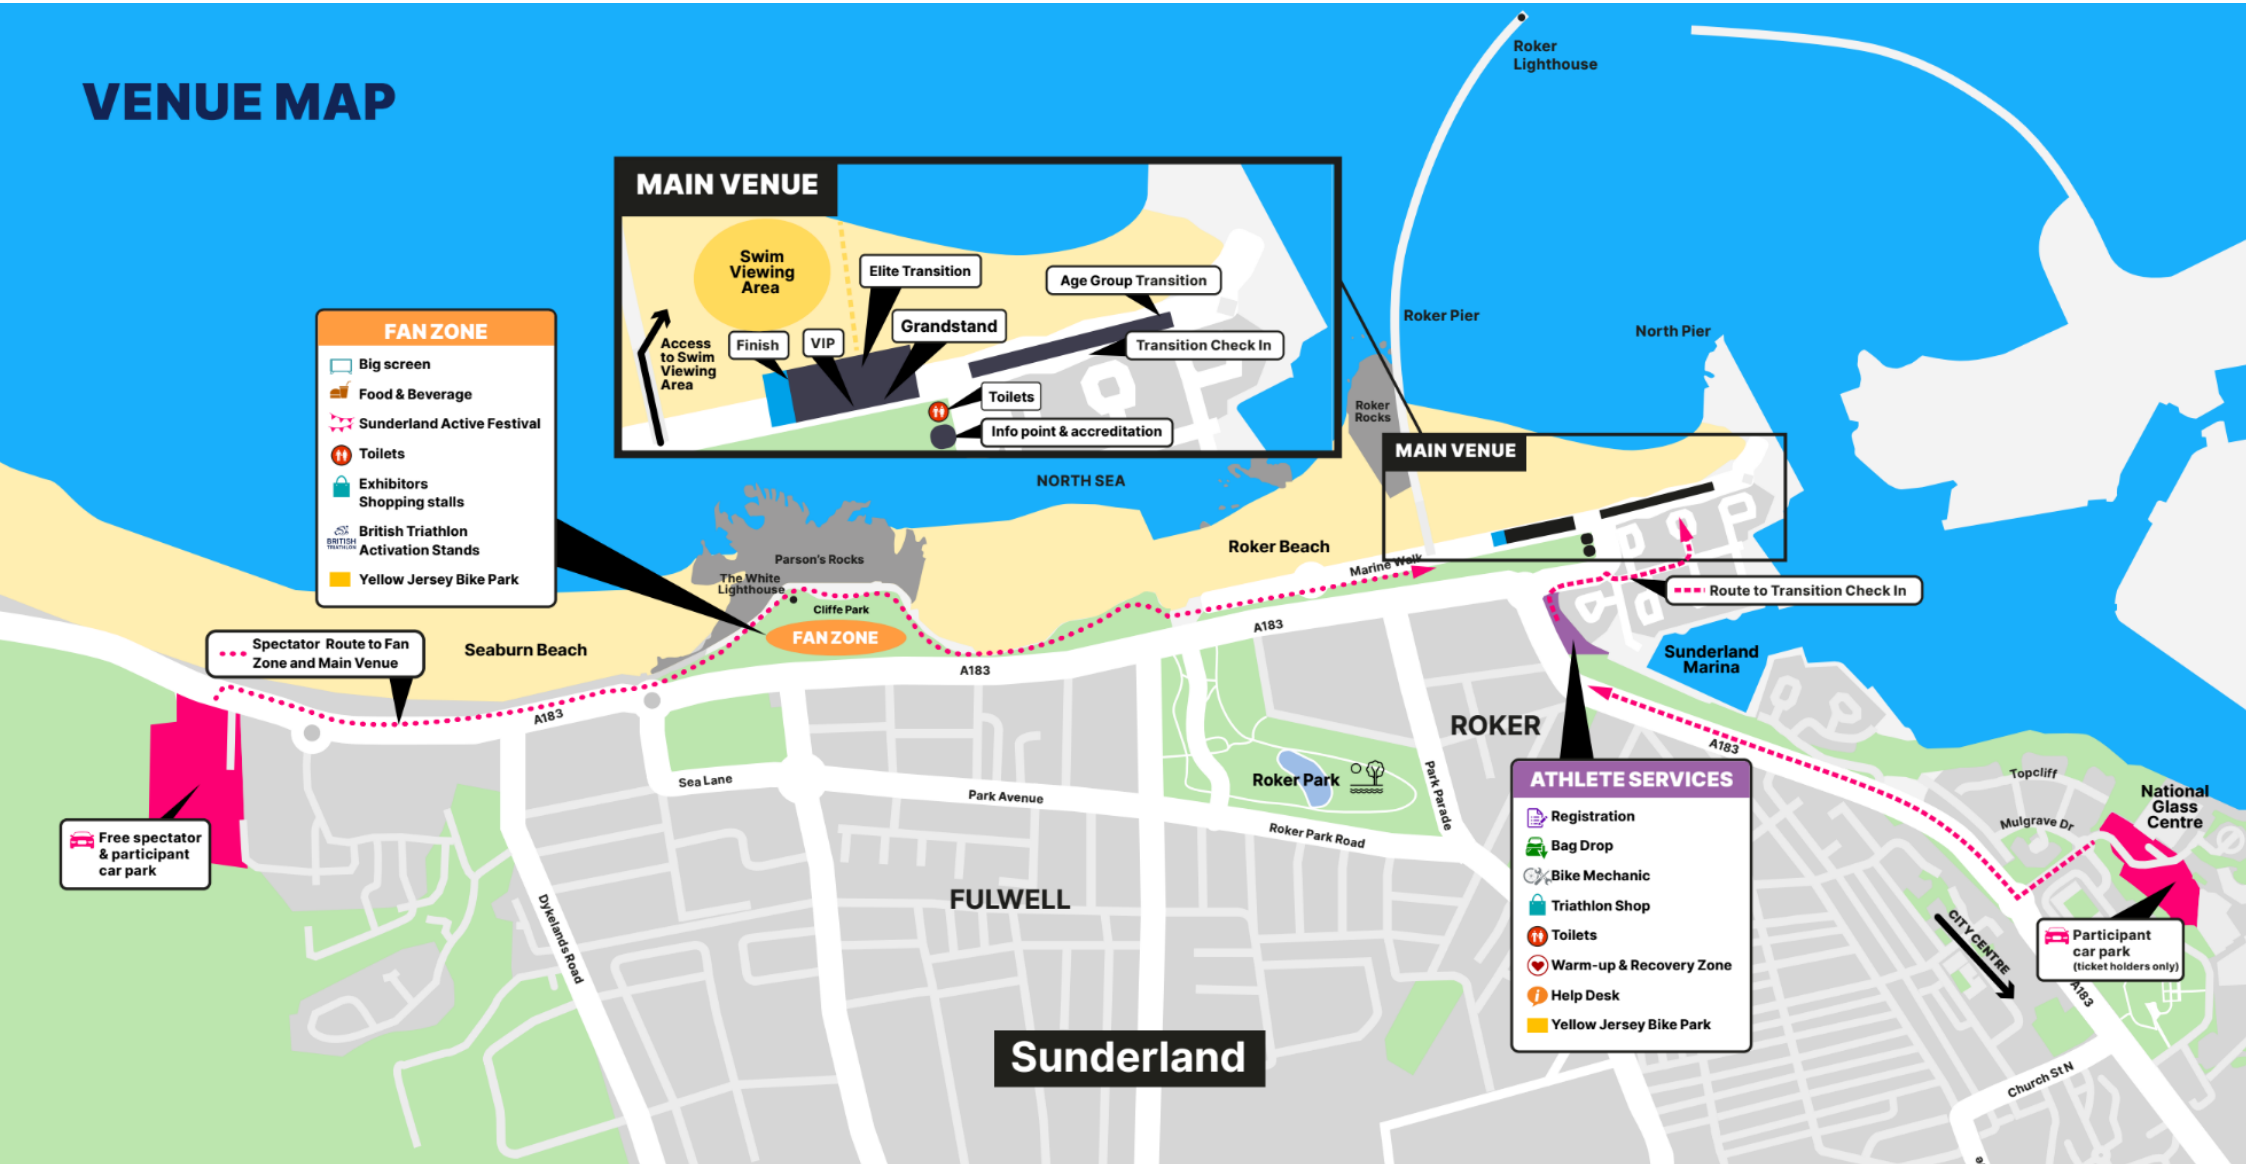 VENUE MAP
Roker
Lighthouse
MAIN VENUE
Swim
Viewing
Area
Elite Transition
Age Group Transition
Grandstand
Access
to Swim
Viewing
Area
Finish
VIP
Transition Check In
Toilets
Info point & accreditation
Roker Pier
North Pier
FAN ZONE
Big screen
Food & Beverage
Sunderland Active Festival
Toilets
Exhibitors
Shopping stalls
BRITISH
TRIATHLON
British Triathlon
Activation Stands
Yellow Jersey Bike Park
Roker
Rocks
MAIN VENUE
NORTH SEA
Roker Beach
Marine Walk
Parson's Rocks
The White
Lighthouse
Cliffe Park
FAN ZONE
Route to Transition Check In
Spectator Route to Fan
Zone and Main Venue
Seaburn Beach
A183
A183
A183
Sunderland
Marina
ROKER
A183
Sea Lane
Park Avenue
Roker Park
Roker Park Road
Park Parade
Topcliff
Mulgrave Dr
National
Glass
Centre
Free spectator
& participant
car park
ATHLETE SERVICES
Registration
Bag Drop
Bike Mechanic
Triathlon Shop
Toilets
Warm-up & Recovery Zone
Help Desk
Yellow Jersey Bike Park
FULWELL
Dykelands Road
CITY CENTRE
Participant
car park
(ticket holders only)
A183
Sunderland
Church St N